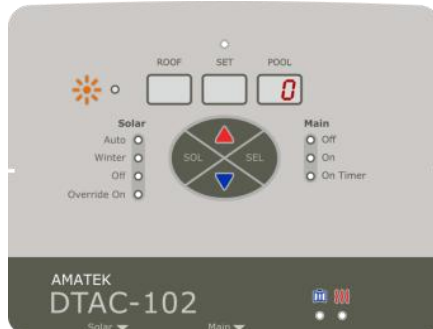 ROOF SET POOL
0
Solar Main
Auto Off
Winter On
Off On Timer
Override On
SOL SEL
AMATEK
DTAC-102
Solar Main